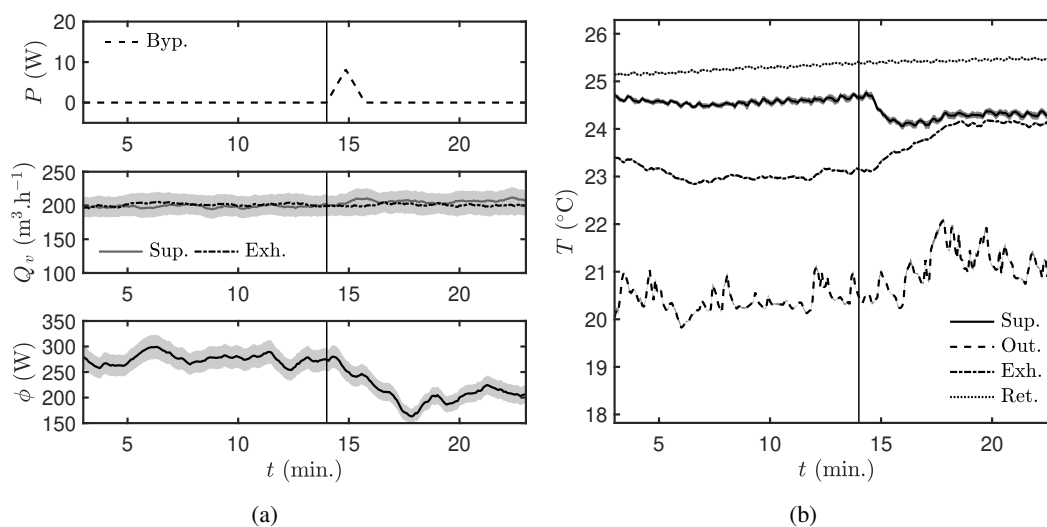 20
10
0
P (W)
Byp.
5
10
15
20
250
200
150
100
Q_v (m³.h⁻¹)
Sup.
Exh.
5
10
15
20
350
300
250
200
150
ϕ (W)
5
10
15
20
t (min.)
(a)
26
25
24
23
22
21
20
19
18
T (°C)
Sup.
Out.
Exh.
Ret.
5
10
15
20
t (min.)
(b)